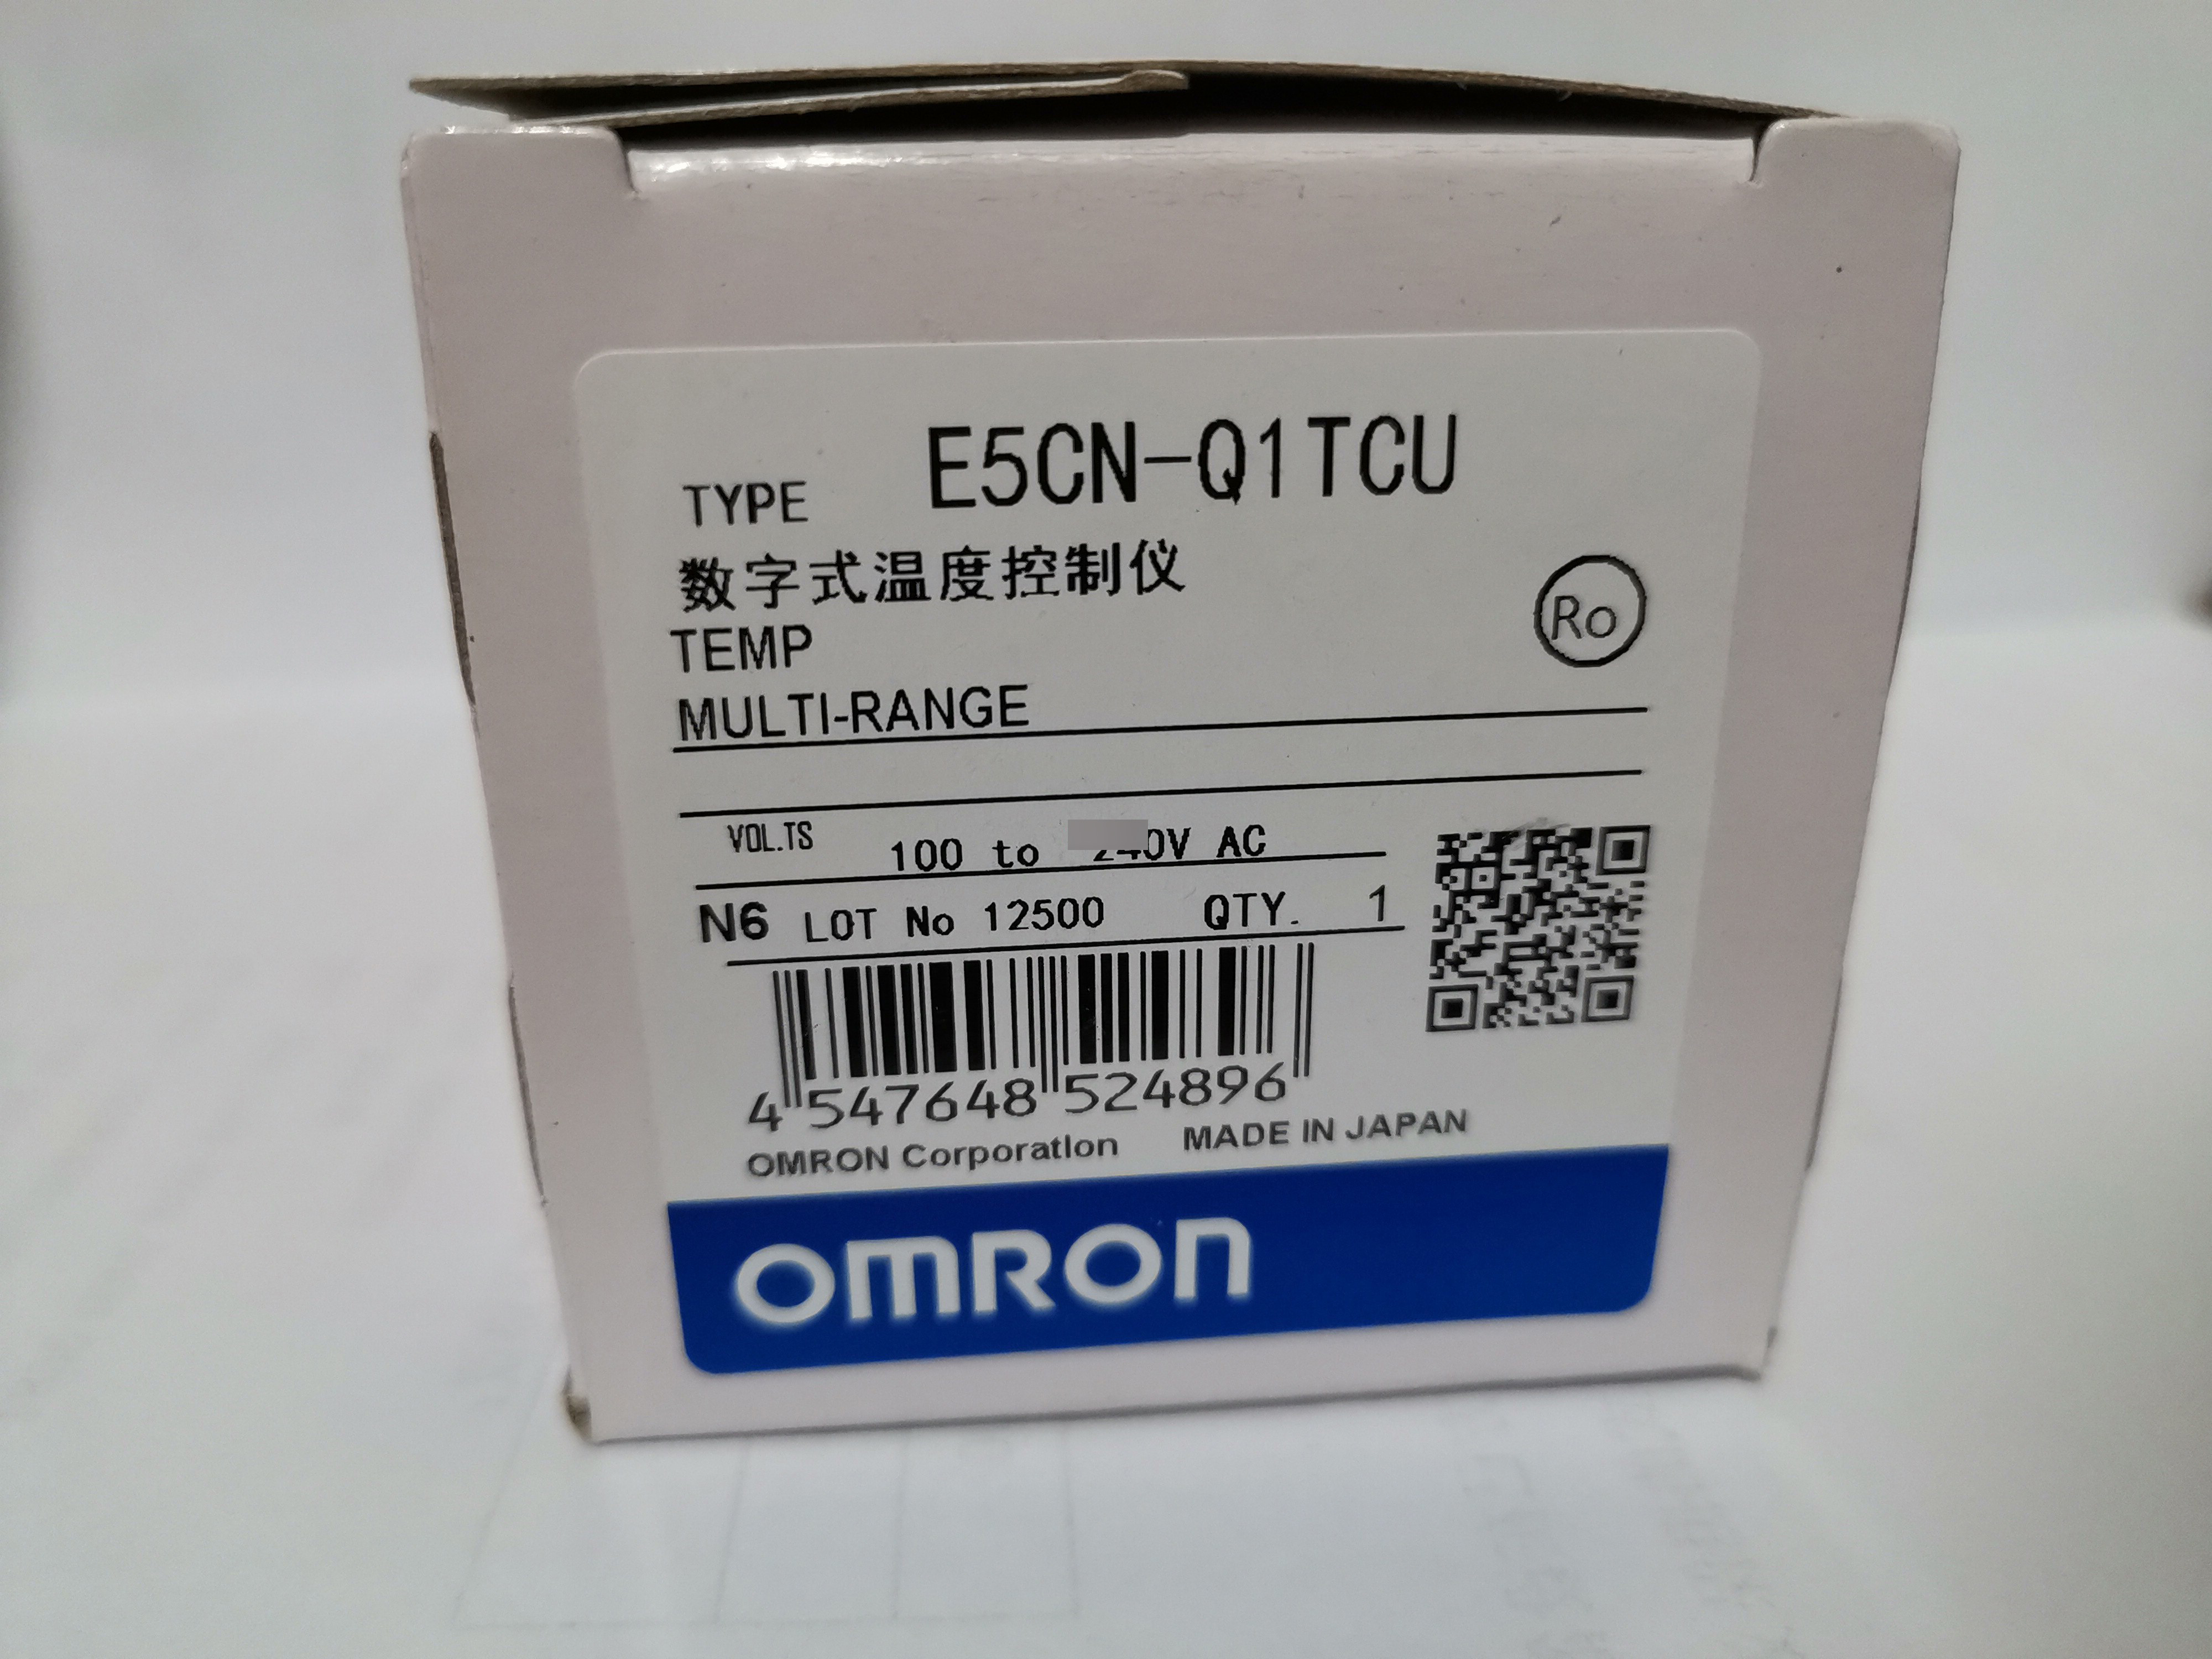 TYPE E5CN-Q1TCU
数字式温度控制仪
Ro
TEMP
MULTI-RANGE
VOL.TS 100 to AC
N6 LOT No 12500 QTY. 1
4 547648 524896
OMRON Corporation MADE IN JAPAN
OMRON